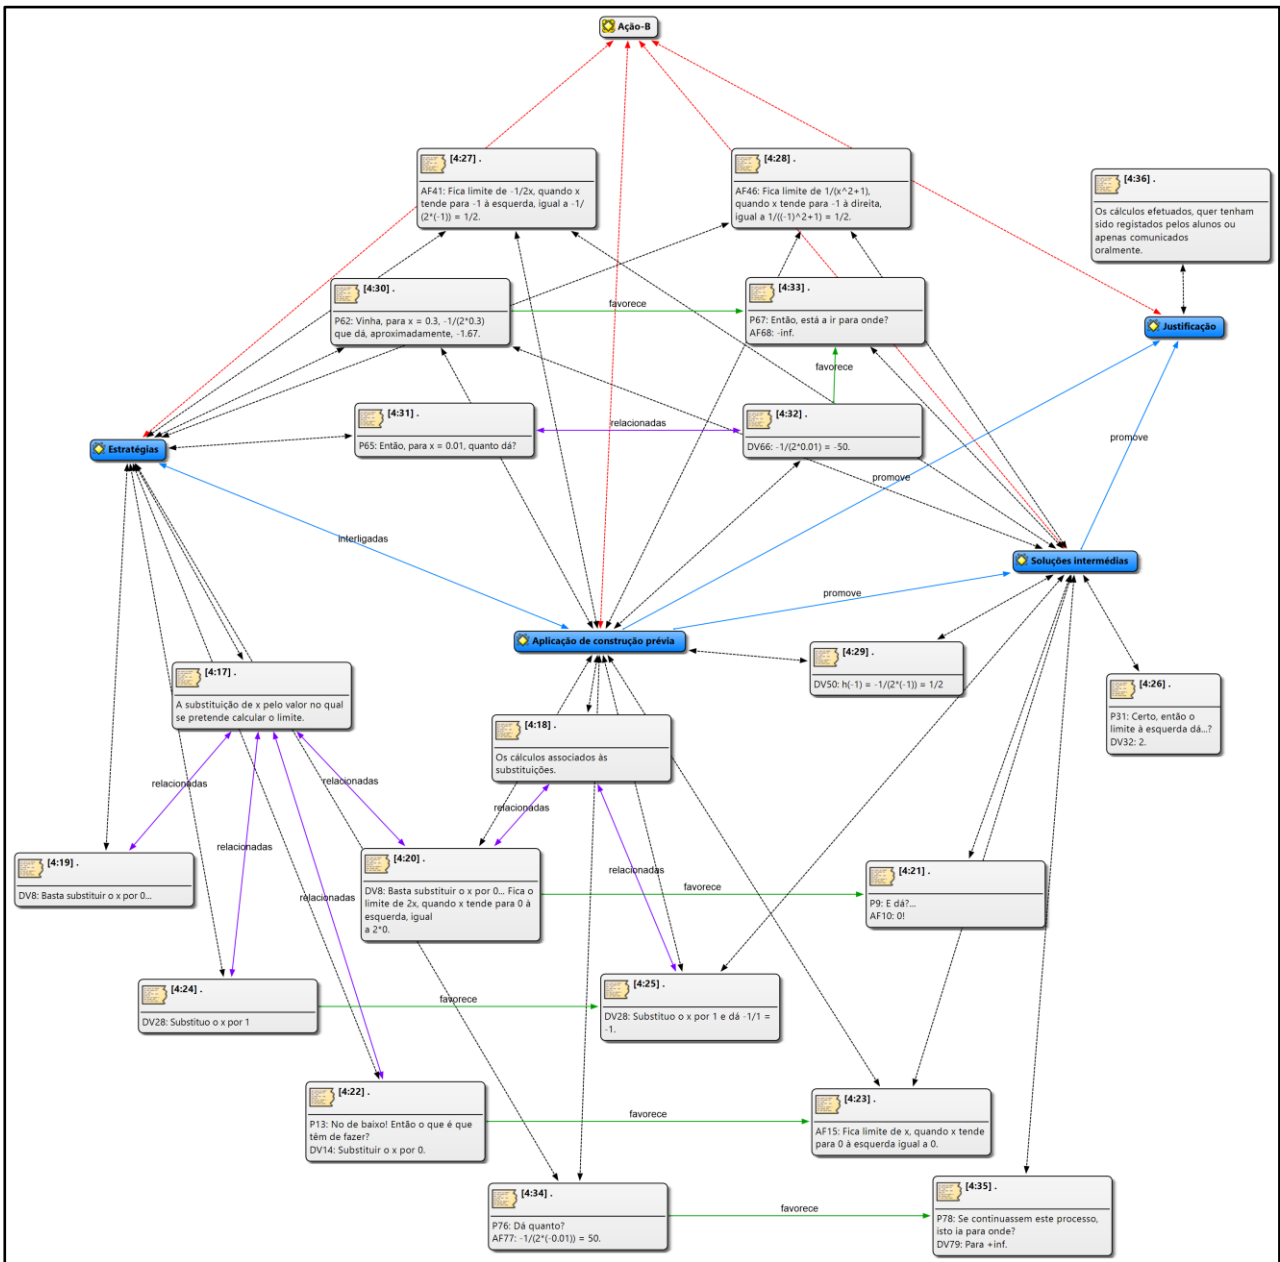 Ação-B
[4:27] .
AF41: Fica limite de -1/2x, quando x
tende para -1 à esquerda, igual a -1/
(2*(-1)) = 1/2.
[4:28] .
AF46: Fica limite de 1/(x^2+1),
quando x tende para -1 à direita,
igual a 1/((-1)^2+1) = 1/2.
[4:36] .
Os cálculos efetuados, quer tenham
sido registados pelos alunos ou
apenas comunicados
oralmente.
[4:30] .
P62: Vinha, para x = 0.3, -1/(2*0.3)
que dá, aproximadamente, -1.67.
favorece
[4:33] .
P67: Então, está a ir para onde?
AF68: -inf.
Justificação
favorece
[4:31] .
P65: Então, para x = 0.01, quanto dá?
relacionadas
[4:32] .
DV66: -1/(2*0.01) = -50.
Estratégias
promove
promove
interligadas
Soluções intermédias
promove
Aplicação de construção prévia
[4:29] .
DV50: h(-1) = -1/(2*(-1)) = 1/2
[4:17] .
A substituição de x pelo valor no qual
se pretende calcular o limite.
[4:26] .
P31: Certo, então o
limite à esquerda dá...?
DV32: 2.
[4:18] .
Os cálculos associados às
substituições.
relacionadas
relacionadas
relacionadas
relacionadas
relacionadas
relacionadas
[4:19] .
DV8: Basta substituir o x por 0...
[4:20] .
DV8: Basta substituir o x por 0... Fica o
limite de 2x, quando x tende para 0 à
esquerda, igual
a 2*0.
favorece
[4:21] .
P9: E dá?...
AF10: 0!
[4:24] .
DV28: Substituo o x por 1
favorece
[4:25] .
DV28: Substituo o x por 1 e dá -1/1 =
-1.
[4:22] .
P13: No de baixo! Então o que é que
têm de fazer?
DV14: Substituir o x por 0.
favorece
[4:23] .
AF15: Fica limite de x, quando x tende
para 0 à esquerda igual a 0.
[4:34] .
P76: Dá quanto?
AF77: -1/(2*(-0.01)) = 50.
favorece
[4:35] .
P78: Se continuassem este processo,
isto ia para onde?
DV79: Para +inf.